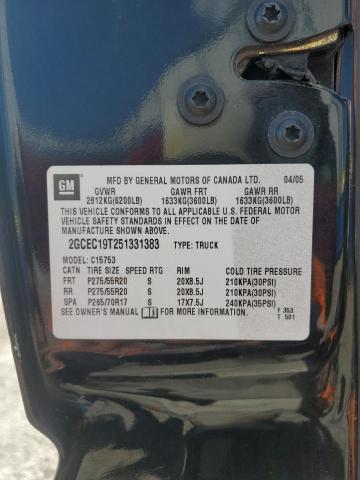 GM
MFD BY GENERAL MOTORS OF CANADA LTD. 04/05
GVWR GAWR FRT GAWR RR
2812KG(6200LB) 1633KG(3600LB) 1633KG(3600LB)
THIS VEHICLE CONFORMS TO ALL APPLICABLE U.S. FEDERAL MOTOR
VEHICLE SAFETY STANDARDS IN EFFECT ON THE DATE OF
MANUFACTURE SHOWN ABOVE.
2GCEC19T251331383 TYPE: TRUCK
MODEL: C15753
CATN TIRE SIZE SPEED RTG RIM COLD TIRE PRESSURE
FRT P275/55R20 S 20X8.5J 210KPA(30PSI)
RR P275/55R20 S 20X8.5J 210KPA(30PSI)
SPA P265/70R17 S 17X7.5J 240KPA(35PSI)
SEE OWNER'S MANUAL FOR MORE INFORMATION. F 353
T 501